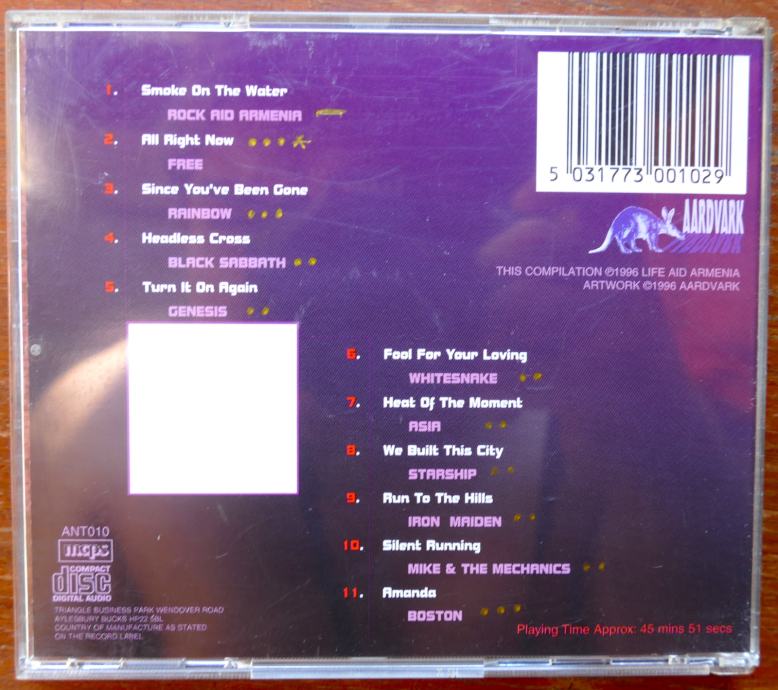 1. Smoke On The Water
ROCK AID ARMENIA
2. All Right Now
FREE
3. Since You've Been Gone
RAINBOW
4. Headless Cross
BLACK SABBATH
5. Turn It On Again
GENESIS
5 031773 001029
AARDVARK
THIS COMPILATION ℗1996 LIFE AID ARMENIA
ARTWORK ©1996 AARDVARK
6. Fool For Your Loving
WHITESNAKE
7. Heat Of The Moment
ASIA
8. We Built This City
STARSHIP
9. Run To The Hills
IRON MAIDEN
10. Silent Running
MIKE & THE MECHANICS
11. Amanda
BOSTON
Playing Time Approx: 45 mins 51 secs
ANT010
mcps
COMPACT
disc
DIGITAL AUDIO
TRIANGLE BUSINESS PARK WENDOVER ROAD
AYLESBURY BUCKS HP22 5BL
COUNTRY OF MANUFACTURE AS STATED
ON THE RECORD LABEL